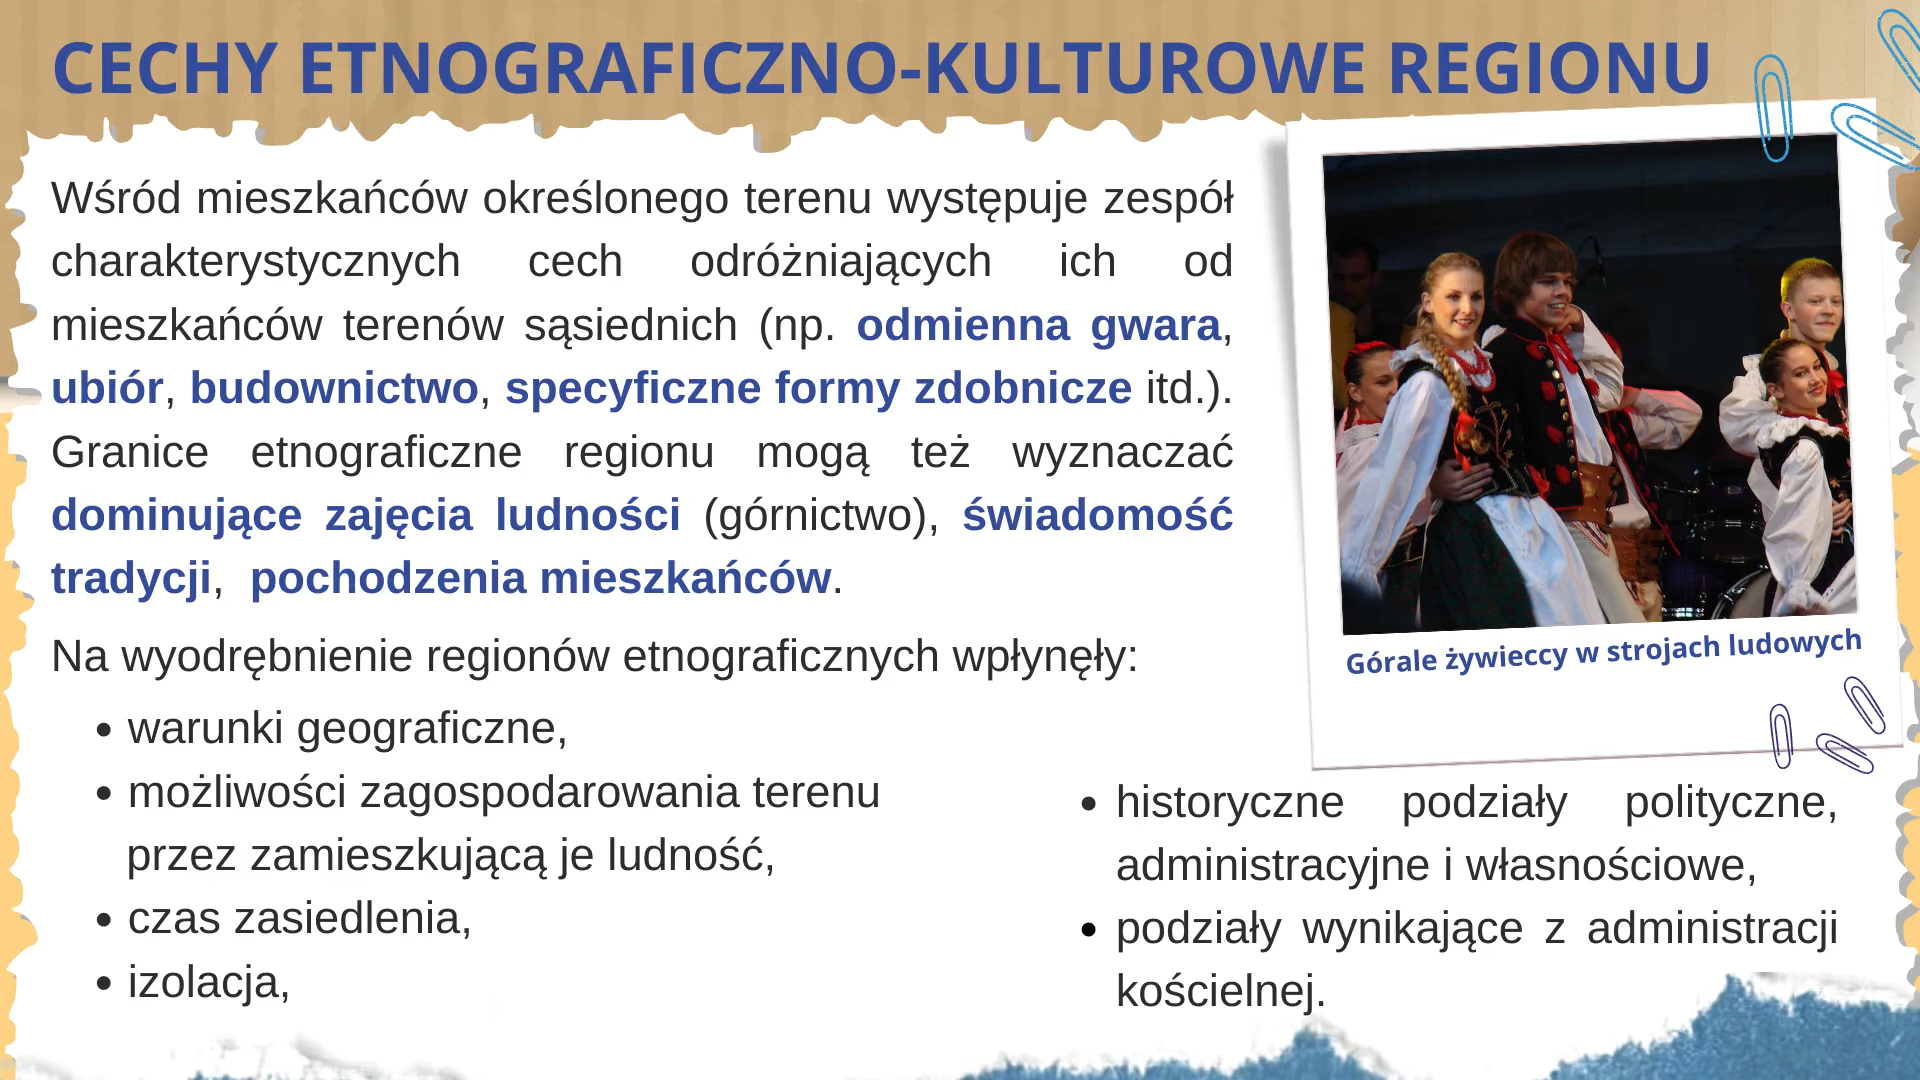 CECHY ETNOGRAFICZNO-KULTUROWE REGIONU
Wśród mieszkańców określonego terenu występuje zespół
charakterystycznych cech odróżniających ich od
mieszkańców terenów sąsiednich (np. odmienna gwara,
ubiór, budownictwo, specyficzne formy zdobnicze itd.).
Granice etnograficzne regionu mogą też wyznaczać
dominujące zajęcia ludności (górnictwo), świadomość
tradycji, pochodzenia mieszkańców.
Na wyodrębnienie regionów etnograficznych wpłynęły:
• warunki geograficzne,
• możliwości zagospodarowania terenu
przez zamieszkującą je ludność,
• czas zasiedlenia,
• izolacja,
Górale żywieccy w strojach ludowych
• historyczne podziały polityczne,
administracyjne i własnościowe,
• podziały wynikające z administracji
kościelnej.